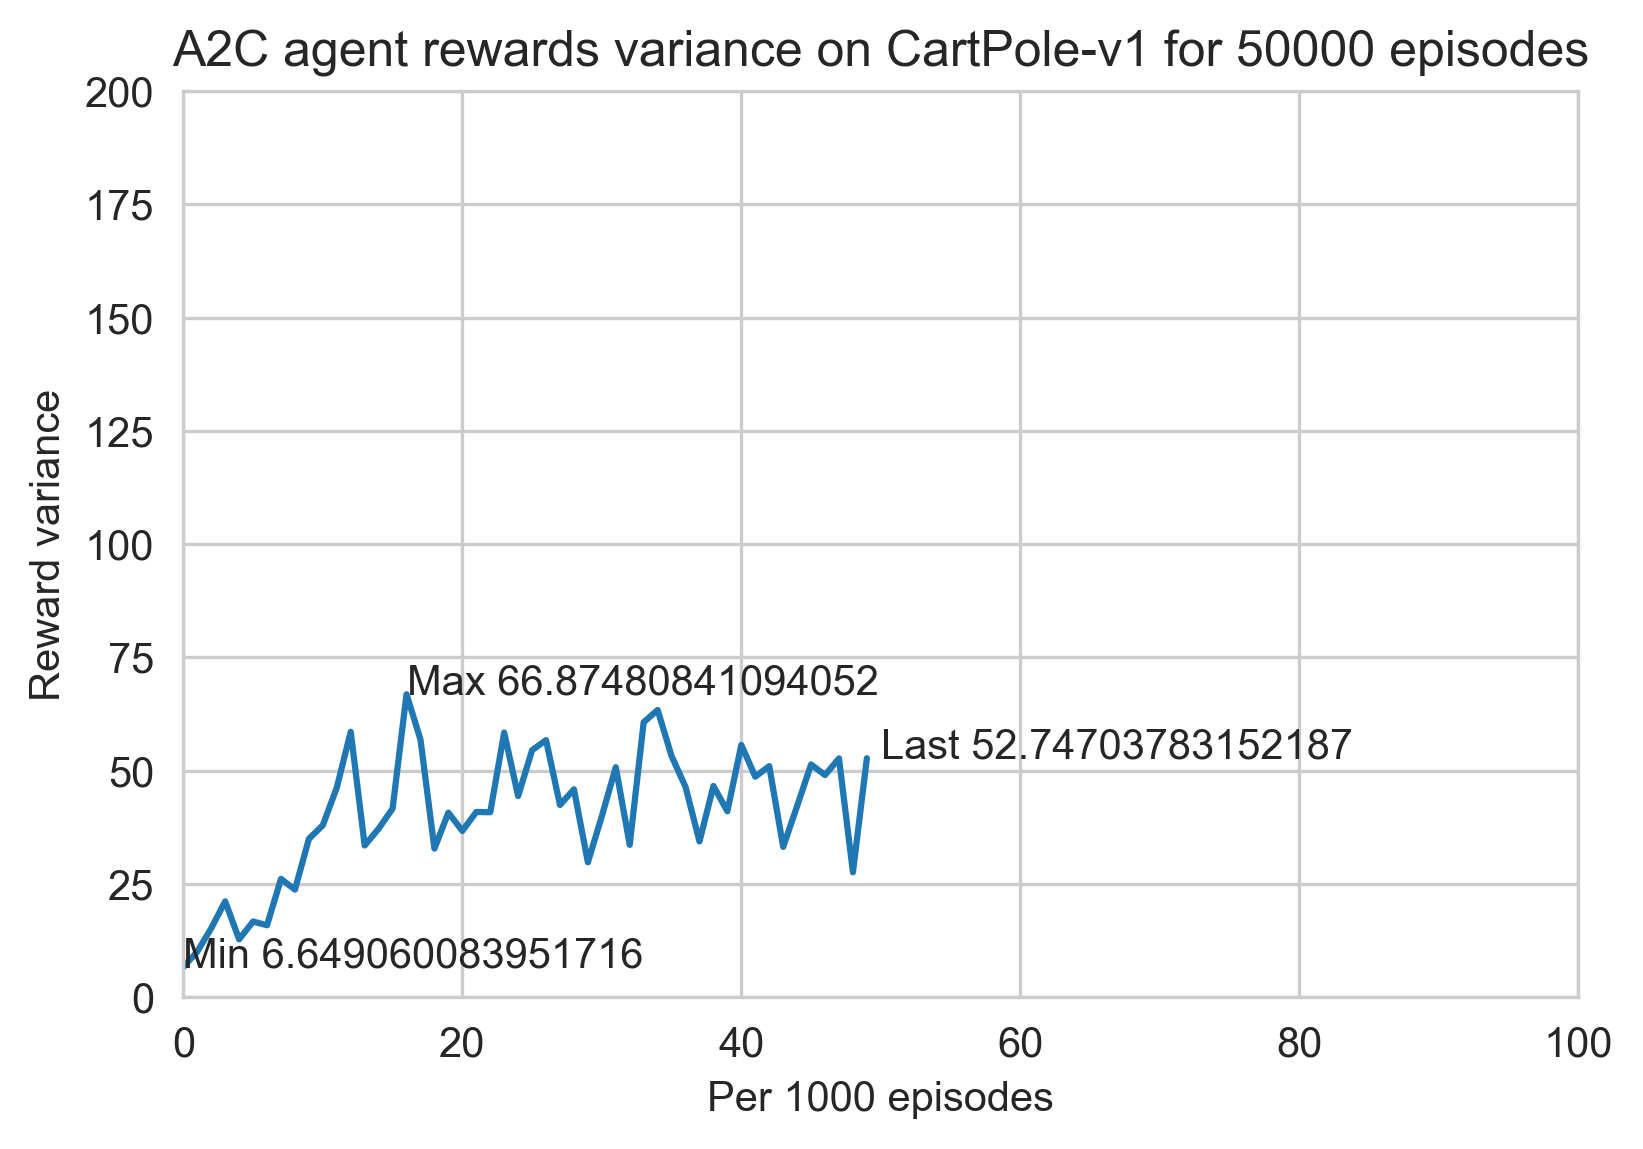 A2C agent rewards variance on CartPole-v1 for 50000 episodes
200
175
150
125
100
75
50
25
0
Reward variance
Max 66.87480841094052
Last 52.74703783152187
Min 6.649060083951716
0 20 40 60 80 100
Per 1000 episodes